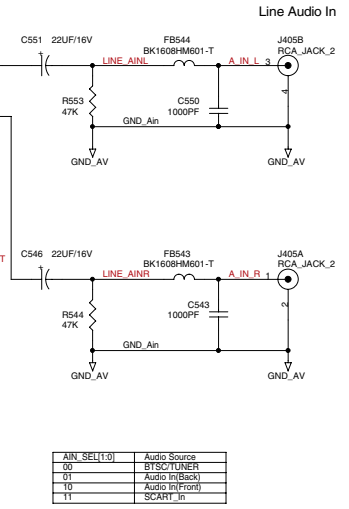 Line Audio In
C551 22UF/16V FB544 J405B
BK1608HM601-T RCA_JACK_2
+ LINE_AINL A_IN_L 3
R553 C550
47K 1000PF
4
GND_Ain
GND_AV GND_AV
T
C546 22UF/16V FB543 J405A
BK1608HM601-T RCA_JACK_2
+ LINE_AINR A_IN_R 1
R544 C543
47K 1000PF
2
GND_Ain
GND_AV GND_AV
AIN_SEL[1:0] Audio Source
00 BTSC/TUNER
01 Audio In(Back)
10 Audio In(Front)
11 SCART_In